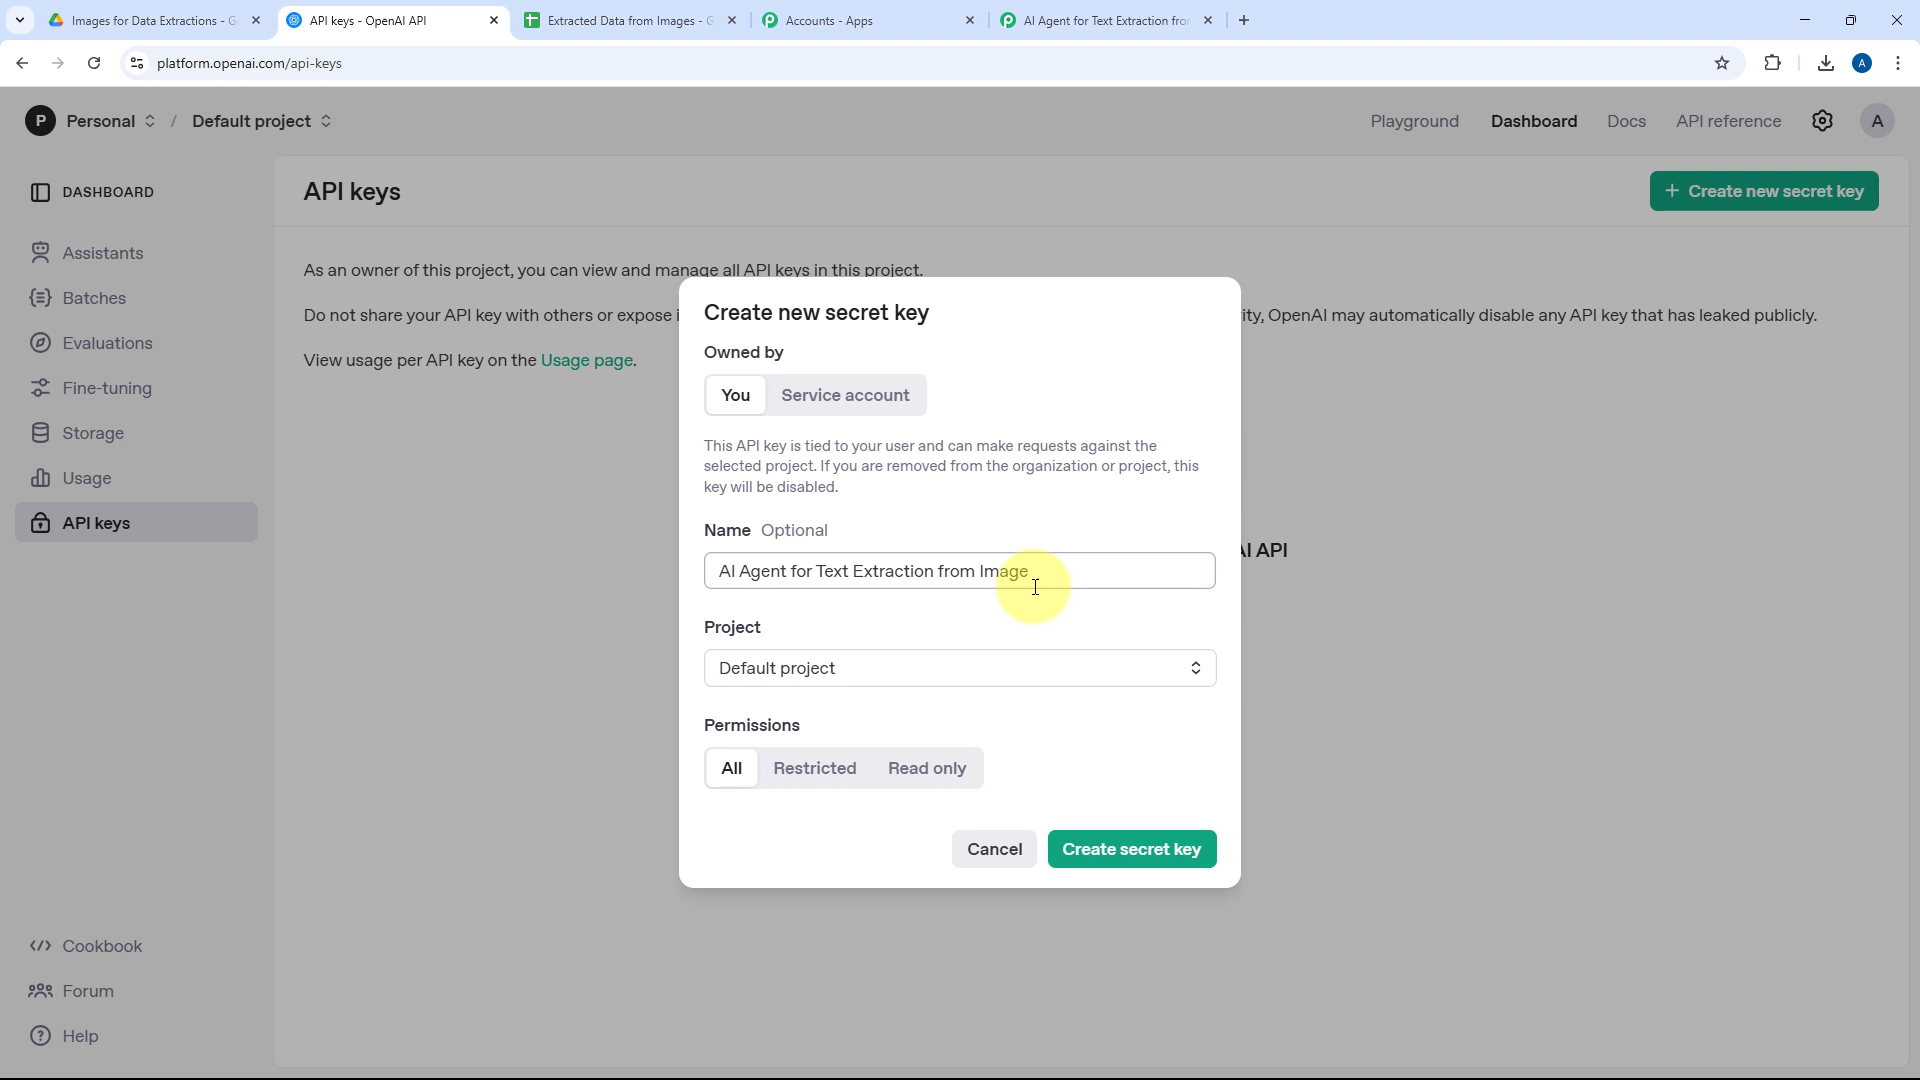 Images for Data Extractions - G
API keys - OpenAI API
Extracted Data from Images - G
Accounts - Apps
AI Agent for Text Extraction fro
platform.openai.com/api-keys
A
P Personal / Default project
Playground Dashboard Docs API reference A
DASHBOARD
Assistants
Batches
Evaluations
Fine-tuning
Storage
Usage
API keys
Cookbook
Forum
Help
API keys
+ Create new secret key
As an owner of this project, you can view and manage all API keys in this project.
Do not share your API key with others or expose i
ity, OpenAI may automatically disable any API key that has leaked publicly.
View usage per API key on the Usage page.
AI API
Create new secret key
Owned by
You Service account
This API key is tied to your user and can make requests against the
selected project. If you are removed from the organization or project, this
key will be disabled.
Name Optional
AI Agent for Text Extraction from Image
Project
Default project
Permissions
All Restricted Read only
Cancel Create secret key